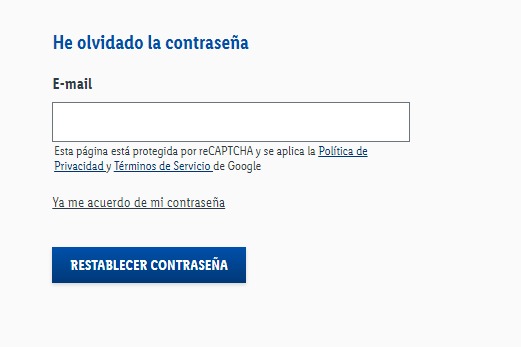 He olvidado la contraseña
E-mail
Esta página está protegida por reCAPTCHA y se aplica la Política de
Privacidad y Términos de Servicio de Google
Ya me acuerdo de mi contraseña
RESTABLECER CONTRASEÑA